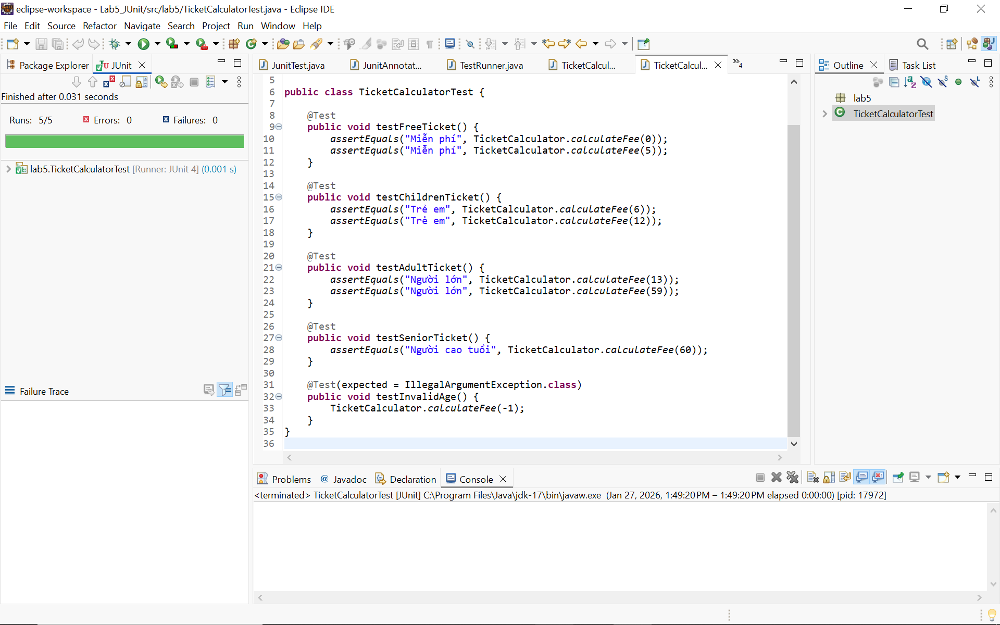 eclipse-workspace - Lab5_JUnit/src/lab5/TicketCalculatorTest.java - Eclipse IDE
File Edit Source Refactor Navigate Search Project Run Window Help
Package Explorer JUnit
Finished after 0.031 seconds
Runs: 5/5 Errors: 0 Failures: 0
lab5.TicketCalculatorTest [Runner: JUnit 4] (0.001 s)
Failure Trace
JunitTest.java JunitAnnotat... TestRunner.java TicketCalcul... TicketCalcul... »4
5
6 public class TicketCalculatorTest {
7
8 @Test
9 public void testFreeTicket() {
10 assertEquals("Miễn phí", TicketCalculator.calculateFee(0));
11 assertEquals("Miễn phí", TicketCalculator.calculateFee(5));
12 }
13
14 @Test
15 public void testChildrenTicket() {
16 assertEquals("Trẻ em", TicketCalculator.calculateFee(6));
17 assertEquals("Trẻ em", TicketCalculator.calculateFee(12));
18 }
19
20 @Test
21 public void testAdultTicket() {
22 assertEquals("Người lớn", TicketCalculator.calculateFee(13));
23 assertEquals("Người lớn", TicketCalculator.calculateFee(59));
24 }
25
26 @Test
27 public void testSeniorTicket() {
28 assertEquals("Người cao tuổi", TicketCalculator.calculateFee(60));
29 }
30
31 @Test(expected = IllegalArgumentException.class)
32 public void testInvalidAge() {
33 TicketCalculator.calculateFee(-1);
34 }
35 }
36
Outline Task List
lab5
TicketCalculatorTest
Problems Javadoc Declaration Console
<terminated> TicketCalculatorTest [JUnit] C:\Program Files\Java\jdk-17\bin\javaw.exe (Jan 27, 2026, 1:49:20 PM – 1:49:20 PM elapsed 0:00:00) [pid: 17972]